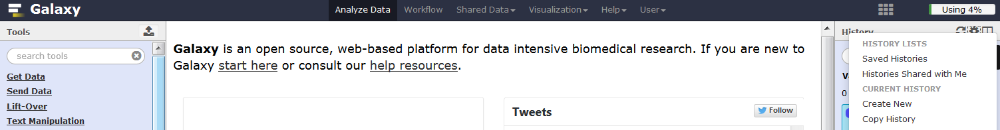 Galaxy
Analyze Data Workflow Shared Data Visualization Help User
Using 4%
Tools
search tools
Get Data
Send Data
Lift-Over
Text Manipulation
Galaxy is an open source, web-based platform for data intensive biomedical research. If you are new to
Galaxy start here or consult our help resources.
Tweets
Follow
History
HISTORY LISTS
Saved Histories
Histories Shared with Me
CURRENT HISTORY
Create New
Copy History